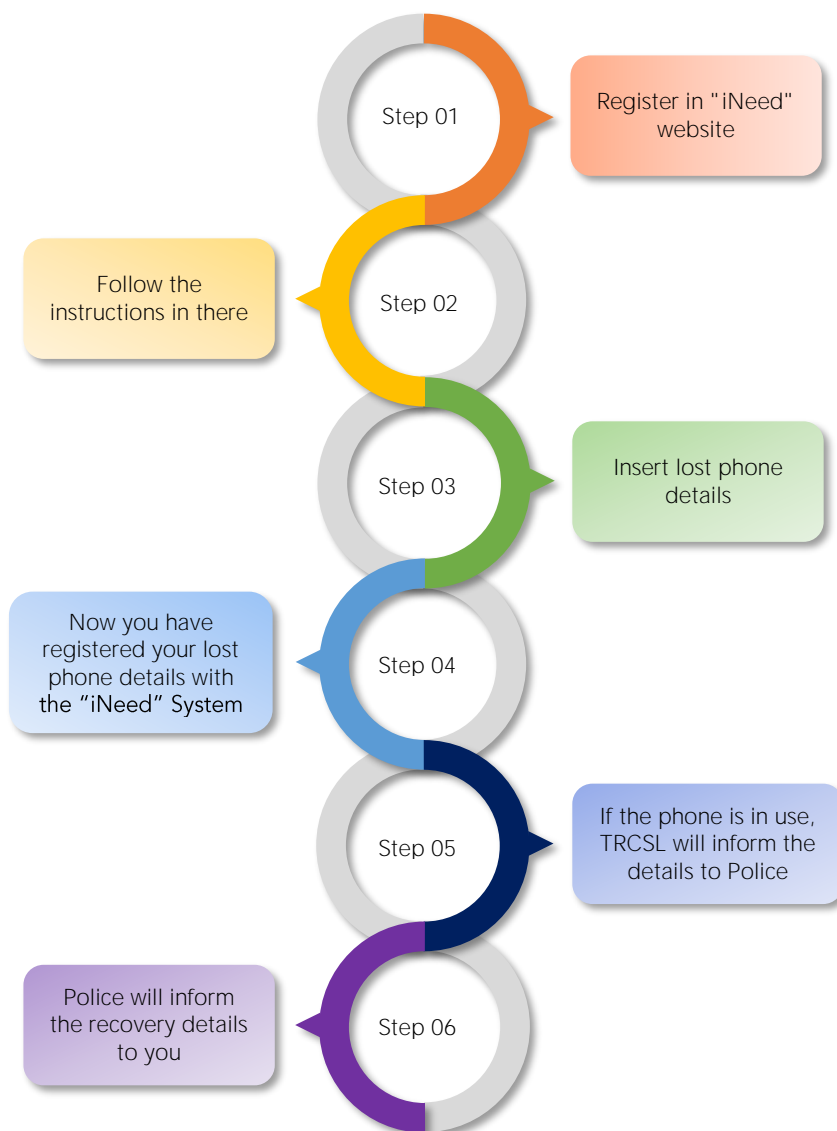 Step 01
Register in "iNeed"
website
Follow the
instructions in there
Step 02
Step 03
Insert lost phone
details
Now you have
registered your lost
phone details with
the “iNeed” System
Step 04
Step 05
If the phone is in use,
TRCSL will inform the
details to Police
Police will inform
the recovery details
to you
Step 06